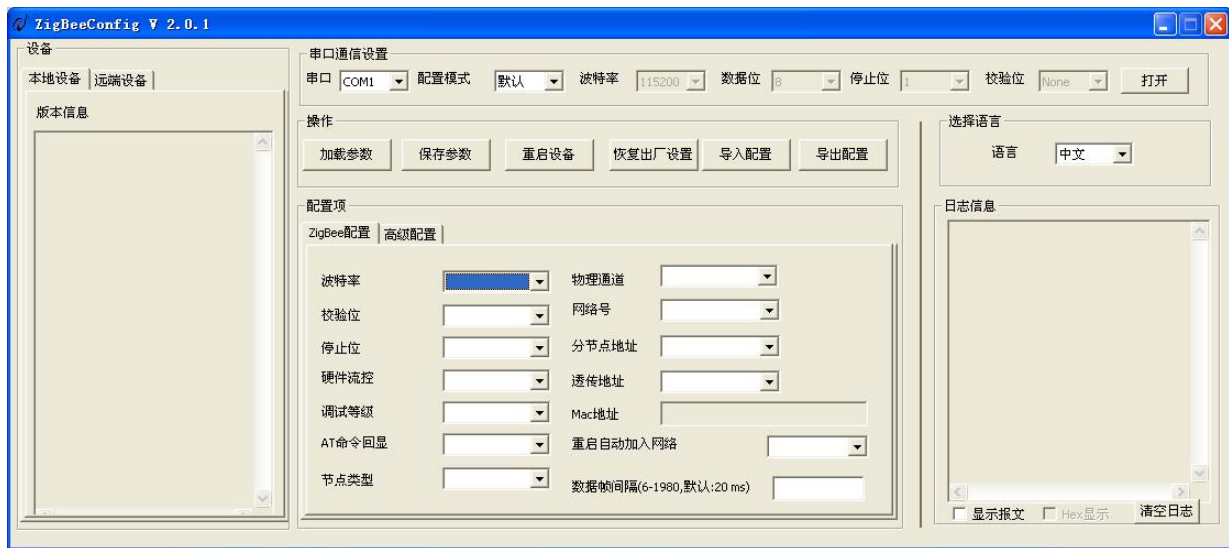 ZigBeeConfig V 2.0.1
设备
本地设备 远端设备
版本信息
串口通信设置
串口 COM1 配置模式 默认 波特率 115200 数据位 8 停止位 1 校验位 None 打开
操作
加载参数 保存参数 重启设备 恢复出厂设置 导入配置 导出配置
选择语言
语言 中文
配置项
ZigBee配置 高级配置
波特率 物理通道
校验位 网络号
停止位 分节点地址
硬件流控 透传地址
调试等级 Mac地址
AT命令回显 重启自动加入网络
节点类型 数据帧间隔(6-1980,默认:20 ms)
日志信息
显示报文 Hex显示 清空日志